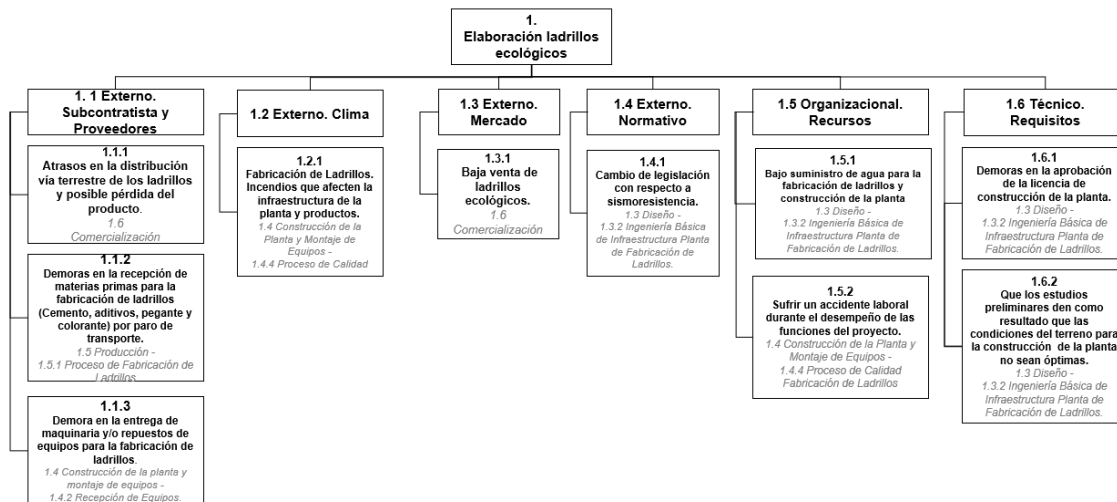 1.
Elaboración ladrillos
ecológicos
1. 1 Externo.
Subcontratista y
Proveedores
1.2 Externo. Clima
1.3 Externo.
Mercado
1.4 Externo.
Normativo
1.5 Organizacional.
Recursos
1.6 Técnico.
Requisitos
1.1.1
Atrasos en la distribución
vía terrestre de los ladrillos
y posible pérdida del
producto.
1.6
Comercialización
1.1.2
Demoras en la recepción de
materias primas para la
fabricación de ladrillos
(Cemento, aditivos, pegante y
colorante) por paro de
transporte.
1.5 Producción -
1.5.1 Proceso de Fabricación de
Ladrillos
1.1.3
Demora en la entrega de
maquinaria y/o repuestos de
equipos para la fabricación de
ladrillos.
1.4 Construcción de la planta y
montaje de equipos -
1.4.2 Recepción de Equipos.
1.2.1
Fabricación de Ladrillos.
Incendios que afecten la
infraestructura de la
planta y productos.
1.4 Construcción de la
Planta y Montaje de
Equipos -
1.4.4 Proceso de Calidad
1.3.1
Baja venta de
ladrillos
ecológicos.
1.6
Comercialización
1.4.1
Cambio de legislación
con respecto a
sismoresistencia.
1.3 Diseño -
1.3.2 Ingeniería Básica
de Infraestructura Planta
de Fabricación de
Ladrillos.
1.5.1
Bajo suministro de agua para la
fabricación de ladrillos y
construcción de la planta
1.3 Diseño -
1.3.2 Ingeniería Básica de
Infraestructura Planta de
Fabricación de Ladrillos.
1.5.2
Sufrir un accidente laboral
durante el desempeño de las
funciones del proyecto.
1.4 Construcción de la Planta y
Montaje de Equipos -
1.4.4 Proceso de Calidad
Fabricación de Ladrillos
1.6.1
Demoras en la aprobación
de la licencia de
construcción de la planta.
1.3 Diseño -
1.3.2 Ingeniería Básica de
Infraestructura Planta de
Fabricación de Ladrillos.
1.6.2
Que los estudios
preliminares den como
resultado que las
condiciones del terreno para
la construcción de la planta
no sean óptimas.
1.3 Diseño -
1.3.2 Ingeniería Básica de
Infraestructura Planta de
Fabricación de Ladrillos.